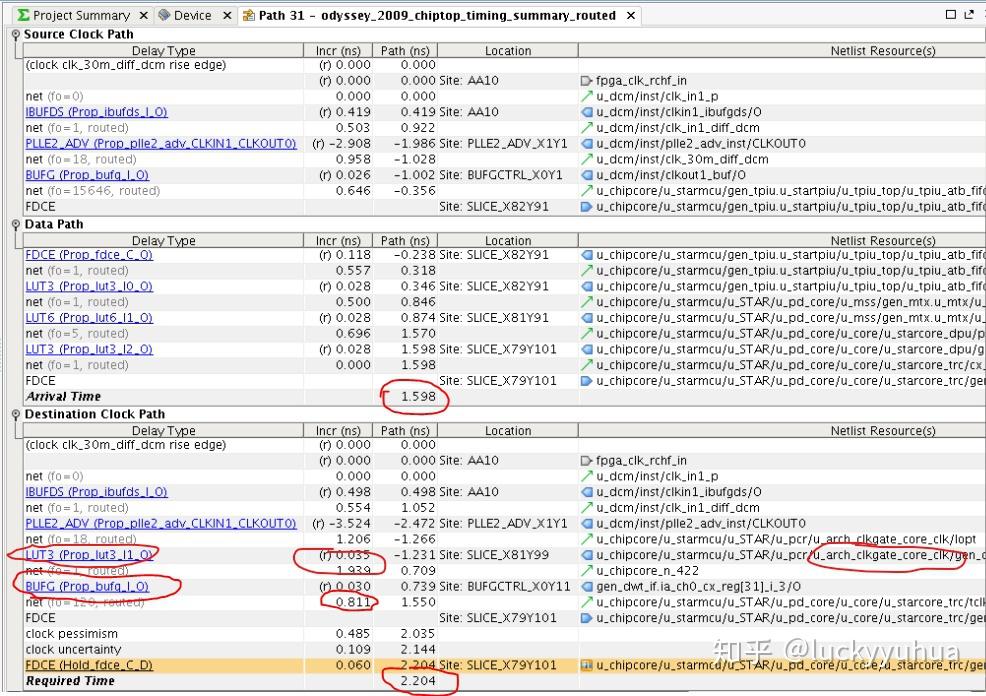 Project Summary × Device × Path 31 - odyssey_2009_chiptop_timing_summary_routed ×
Source Clock Path
Delay Type Incr (ns) Path (ns) Location Netlist Resource(s)
(clock clk_30m_diff_dcm rise edge) (r) 0.000 0.000
(r) 0.000 0.000 Site: AA10 fpga_clk_rchf_in
net (fo=0) 0.000 0.000 u_dcm/inst/clk_in1_p
IBUFDS (Prop_ibufds_I_O) (r) 0.419 0.419 Site: AA10 u_dcm/inst/clkin1_ibufgds/O
net (fo=1, routed) 0.503 0.922 u_dcm/inst/clk_in1_diff_dcm
PLLE2_ADV (Prop_plle2_adv_CLKIN1_CLKOUT0) (r) -2.908 -1.986 Site: PLLE2_ADV_X1Y1 u_dcm/inst/plle2_adv_inst/CLKOUT0
net (fo=18, routed) 0.958 -1.028 u_dcm/inst/clk_30m_diff_dcm
BUFG (Prop_bufg_I_O) (r) 0.026 -1.002 Site: BUFGCTRL_X0Y1 u_dcm/inst/clkout1_buf/O
net (fo=15646, routed) 0.646 -0.356 u_chipcore/u_starmcu/gen_tpiu.u_startpiu/u_tpiu_top/u_tpiu_atb_fifo
FDCE Site: SLICE_X82Y91 u_chipcore/u_starmcu/gen_tpiu.u_startpiu/u_tpiu_top/u_tpiu_atb_fifo
Data Path
Delay Type Incr (ns) Path (ns) Location Netlist Resource(s)
FDCE (Prop_fdce_C_Q) (r) 0.118 -0.238 Site: SLICE_X82Y91 u_chipcore/u_starmcu/gen_tpiu.u_startpiu/u_tpiu_top/u_tpiu_atb_fifo
net (fo=1, routed) 0.557 0.318 u_chipcore/u_starmcu/gen_tpiu.u_startpiu/u_tpiu_top/u_tpiu_atb_fifo
LUT3 (Prop_lut3_I0_O) (r) 0.028 0.346 Site: SLICE_X82Y91 u_chipcore/u_starmcu/gen_tpiu.u_startpiu/u_tpiu_top/u_tpiu_atb_fifo
net (fo=1, routed) 0.500 0.846 u_chipcore/u_starmcu/u_STAR/u_pd_core/u_mss/gen_mtx.u_mtx/u_
LUT6 (Prop_lut6_I1_O) (r) 0.028 0.874 Site: SLICE_X81Y91 u_chipcore/u_starmcu/u_STAR/u_pd_core/u_mss/gen_mtx.u_mtx/u_
net (fo=5, routed) 0.696 1.570 u_chipcore/u_starmcu/u_STAR/u_pd_core/u_core/u_starcore_dpu/p
LUT3 (Prop_lut3_I2_O) (r) 0.028 1.598 Site: SLICE_X79Y101 u_chipcore/u_starmcu/u_STAR/u_pd_core/u_core/u_starcore_dpu/g
net (fo=1, routed) 0.000 1.598 u_chipcore/u_starmcu/u_STAR/u_pd_core/u_core/u_starcore_trc/cx_
FDCE Site: SLICE_X79Y101 u_chipcore/u_starmcu/u_STAR/u_pd_core/u_core/u_starcore_trc/gen
Arrival Time 1.598
Destination Clock Path
Delay Type Incr (ns) Path (ns) Location Netlist Resource(s)
(clock clk_30m_diff_dcm rise edge) (r) 0.000 0.000
(r) 0.000 0.000 Site: AA10 fpga_clk_rchf_in
net (fo=0) 0.000 0.000 u_dcm/inst/clk_in1_p
IBUFDS (Prop_ibufds_I_O) (r) 0.498 0.498 Site: AA10 u_dcm/inst/clkin1_ibufgds/O
net (fo=1, routed) 0.554 1.052 u_dcm/inst/clk_in1_diff_dcm
PLLE2_ADV (Prop_plle2_adv_CLKIN1_CLKOUT0) (r) -3.524 -2.472 Site: PLLE2_ADV_X1Y1 u_dcm/inst/plle2_adv_inst/CLKOUT0
net (fo=18, routed) 1.206 -1.266 u_chipcore/u_starmcu/u_STAR/u_pcr/u_arch_clkgate_core_clk/lopt
LUT3 (Prop_lut3_I1_O) (r) 0.035 -1.231 Site: SLICE_X81Y99 u_chipcore/u_starmcu/u_STAR/u_pcr/u_arch_clkgate_core_clk/gen_c
net (fo=1, routed) 1.939 0.709 u_chipcore_n_422
BUFG (Prop_bufg_I_O) (r) 0.030 0.739 Site: BUFGCTRL_X0Y11 gen_dwt_if.ia_ch0_cx_reg[31]_i_3/O
net (fo=120, routed) 0.811 1.550 u_chipcore/u_starmcu/u_STAR/u_pd_core/u_core/u_starcore_trc/tclk
FDCE Site: SLICE_X79Y101 u_chipcore/u_starmcu/u_STAR/u_pd_core/u_core/u_starcore_trc/gen
clock pessimism 0.485 2.035
clock uncertainty 0.109 2.144
FDCE (Hold_fdce_C_D) 0.060 2.204 Site: SLICE_X79Y101 u_chipcore/u_starmcu/u_STAR/u_pd_core/u_core/u_starcore_trc/gen
Required Time 2.204
知乎 @luckyyuhua